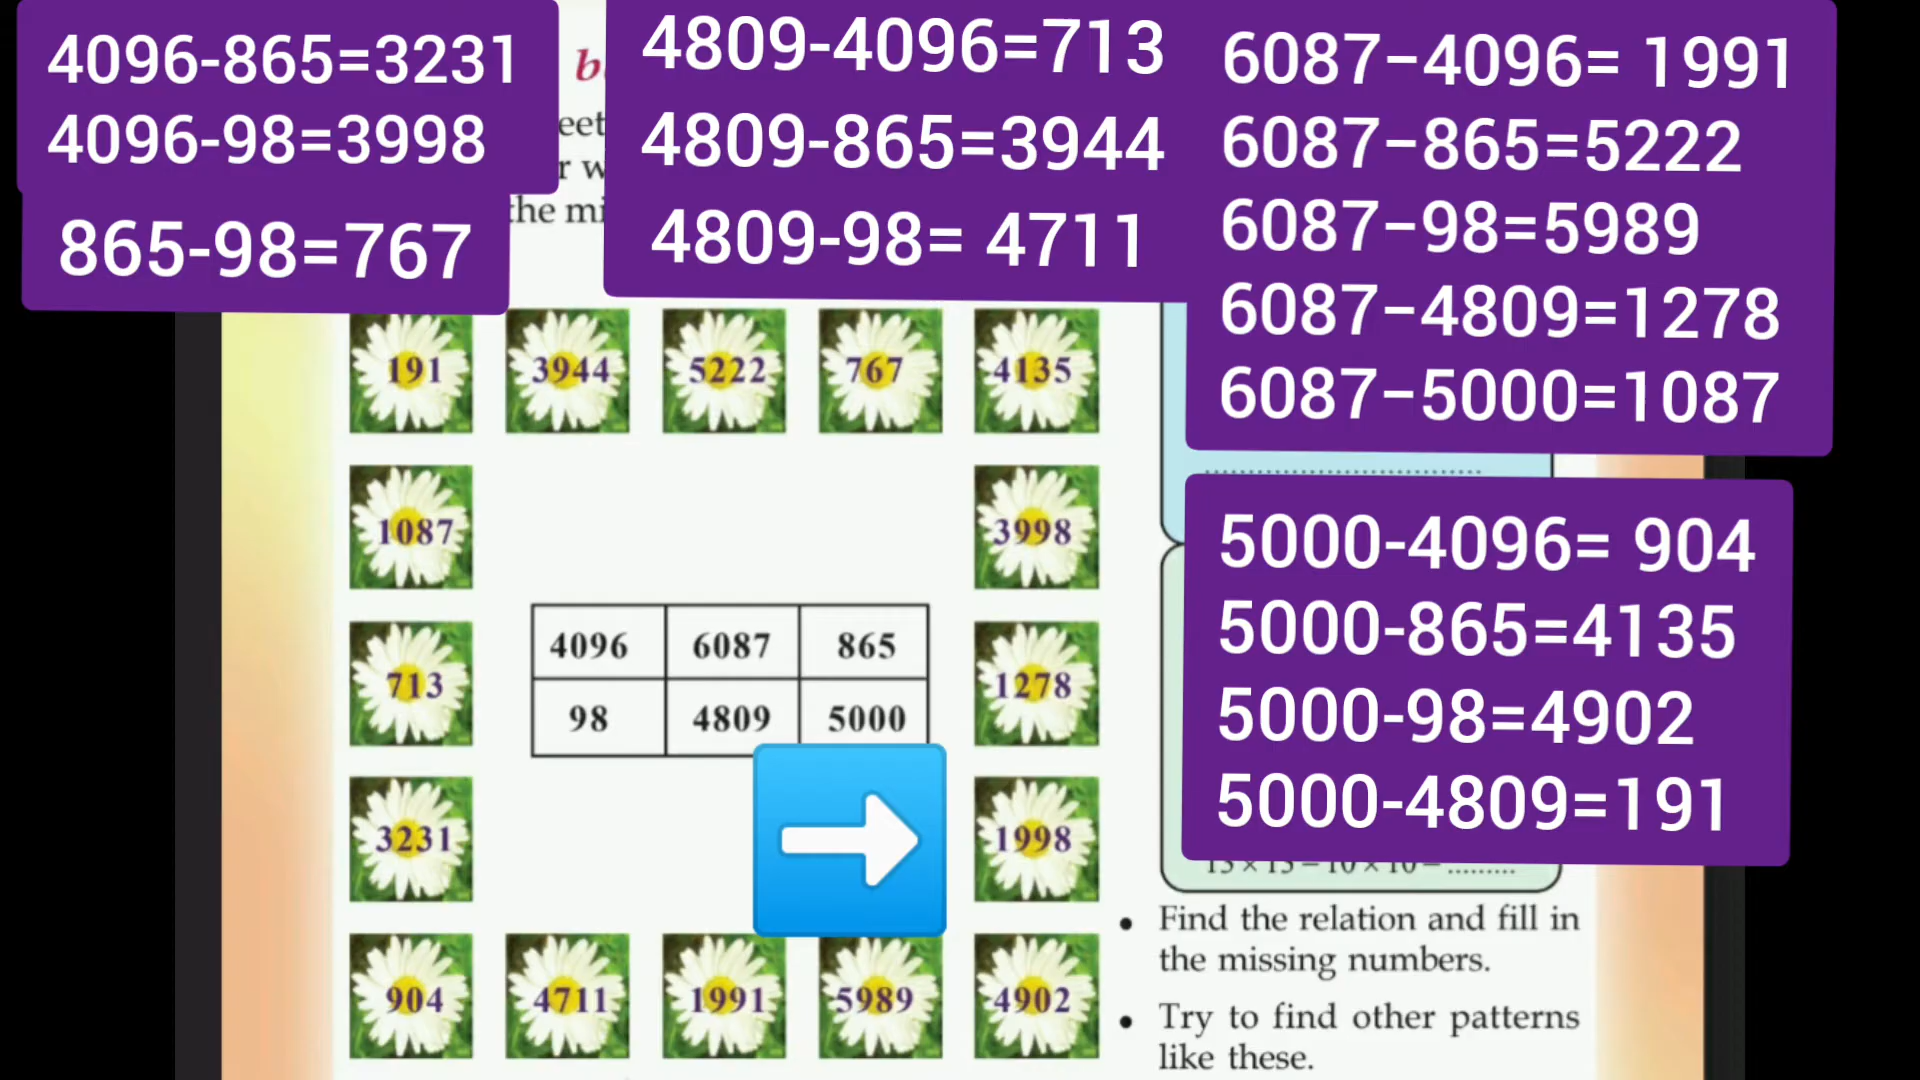 4096-865=3231
4096-98=3998
865-98=767
4809-4096=713
4809-865=3944
4809-98= 4711
6087−4096= 1991
6087−865=5222
6087−98=5989
6087−4809=1278
6087−5000=1087
the
191 3944 5222 767 4135
1087 3998
713 1278
3231 1998
904 4711 1991 5989 4902
4096 6087 865
98 4809 5000
5000-4096= 904
5000-865=4135
5000-98=4902
5000-4809=191
• Find the relation and fill in
the missing numbers.
• Try to find other patterns
like these.